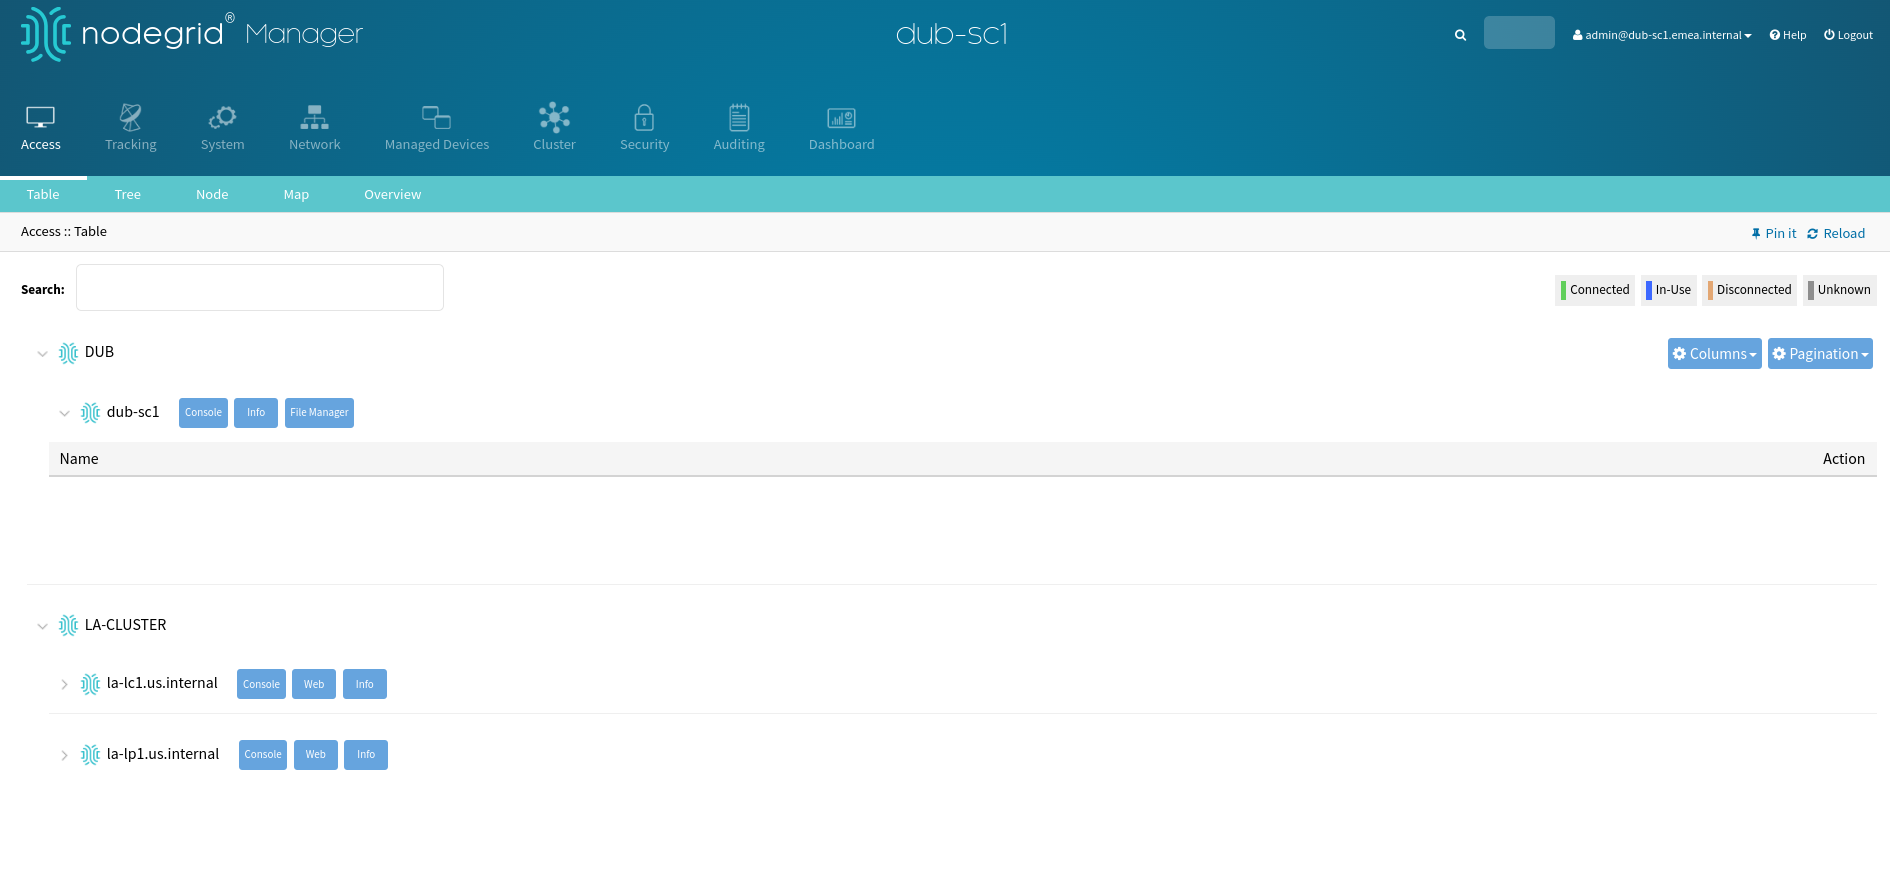 nodegrid® Manager
dub-sc1
admin@dub-sc1.emea.internal
Help
Logout
Access
Tracking
System
Network
Managed Devices
Cluster
Security
Auditing
Dashboard
Table
Tree
Node
Map
Overview
Access :: Table
Pin it
Reload
Search:
Connected
In-Use
Disconnected
Unknown
DUB
Columns
Pagination
dub-sc1
Console
Info
File Manager
Name
Action
LA-CLUSTER
la-lc1.us.internal
Console
Web
Info
la-lp1.us.internal
Console
Web
Info